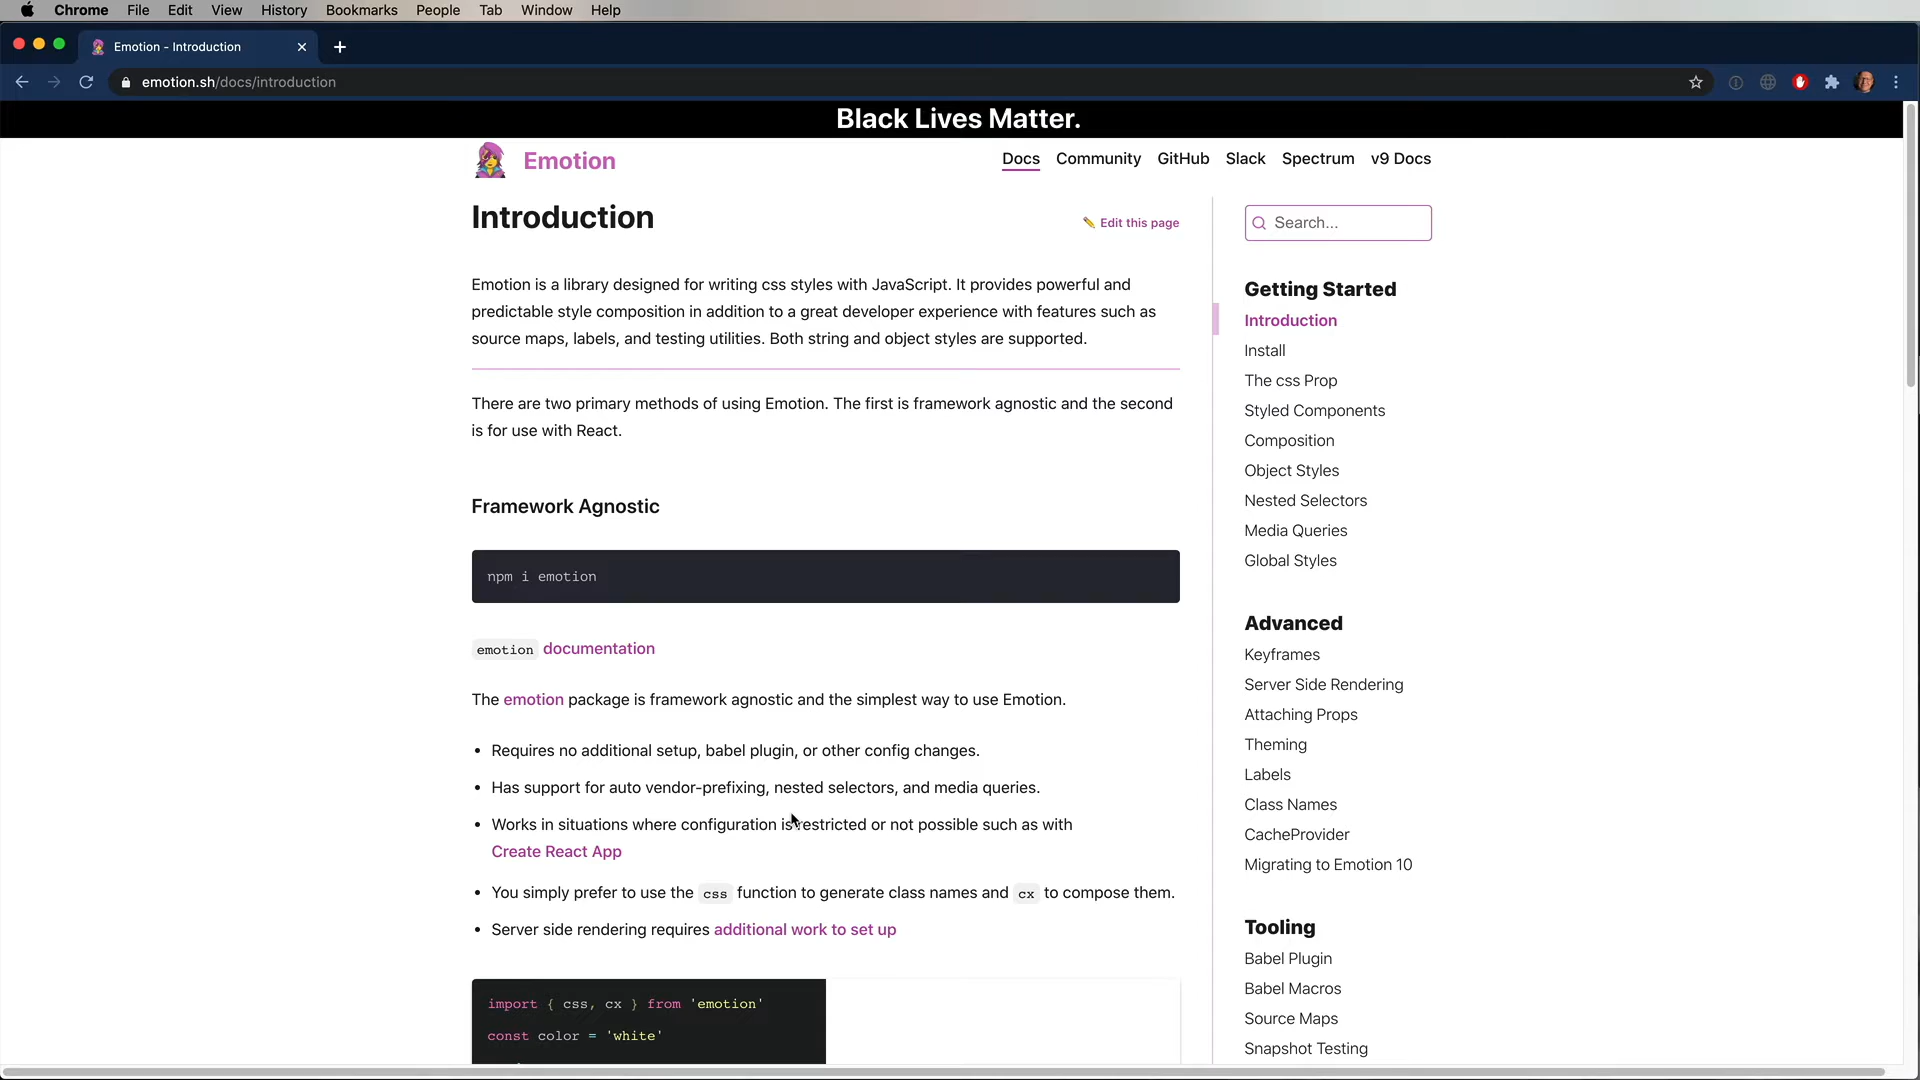 Chrome File Edit View History Bookmarks People Tab Window Help
Emotion - Introduction
emotion.sh/docs/introduction
Black Lives Matter.
Emotion
Docs Community GitHub Slack Spectrum v9 Docs
Introduction
Edit this page
Search...
Emotion is a library designed for writing css styles with JavaScript. It provides powerful and
predictable style composition in addition to a great developer experience with features such as
source maps, labels, and testing utilities. Both string and object styles are supported.
There are two primary methods of using Emotion. The first is framework agnostic and the second
is for use with React.
Framework Agnostic
npm i emotion
emotion documentation
The emotion package is framework agnostic and the simplest way to use Emotion.
• Requires no additional setup, babel plugin, or other config changes.
• Has support for auto vendor-prefixing, nested selectors, and media queries.
• Works in situations where configuration is restricted or not possible such as with
Create React App
• You simply prefer to use the css function to generate class names and cx to compose them.
• Server side rendering requires additional work to set up
import { css, cx } from 'emotion'
const color = 'white'
Getting Started
Introduction
Install
The css Prop
Styled Components
Composition
Object Styles
Nested Selectors
Media Queries
Global Styles
Advanced
Keyframes
Server Side Rendering
Attaching Props
Theming
Labels
Class Names
CacheProvider
Migrating to Emotion 10
Tooling
Babel Plugin
Babel Macros
Source Maps
Snapshot Testing